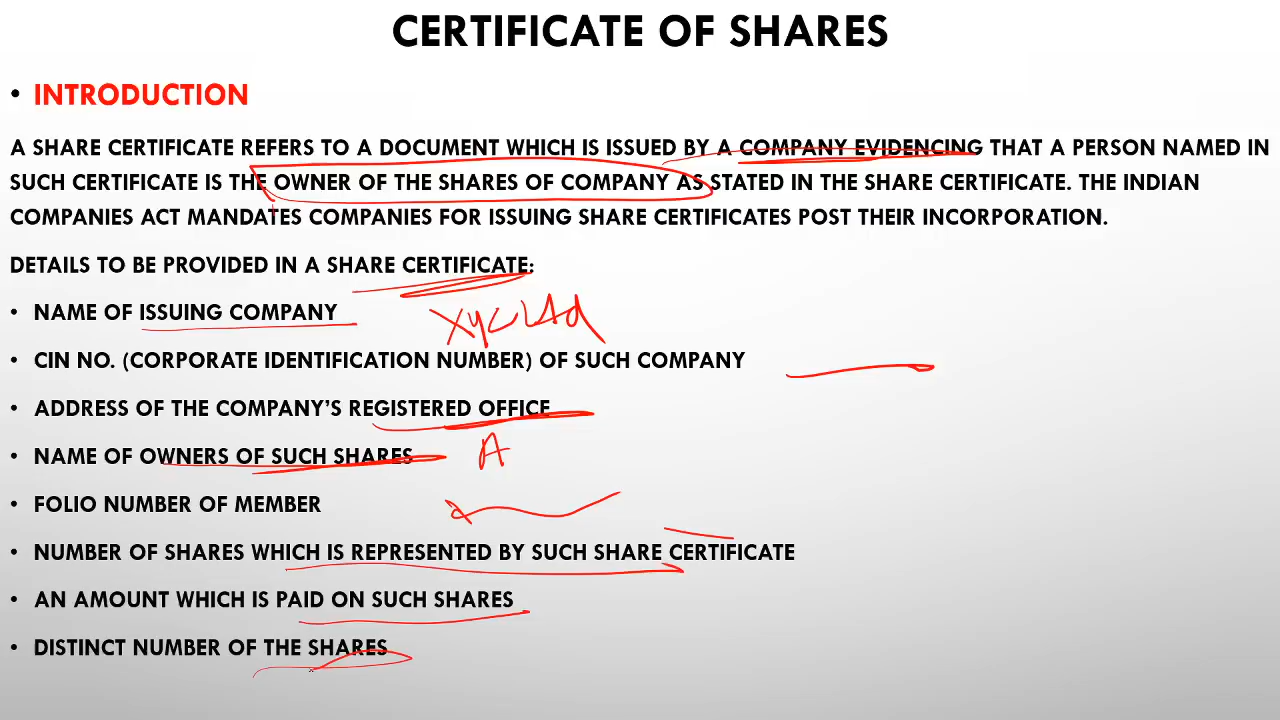 CERTIFICATE OF SHARES
• INTRODUCTION
A SHARE CERTIFICATE REFERS TO A DOCUMENT WHICH IS ISSUED BY A COMPANY EVIDENCING THAT A PERSON NAMED IN
SUCH CERTIFICATE IS THE OWNER OF THE SHARES OF COMPANY AS STATED IN THE SHARE CERTIFICATE. THE INDIAN
COMPANIES ACT MANDATES COMPANIES FOR ISSUING SHARE CERTIFICATES POST THEIR INCORPORATION.
DETAILS TO BE PROVIDED IN A SHARE CERTIFICATE:
• NAME OF ISSUING COMPANY
• CIN NO. (CORPORATE IDENTIFICATION NUMBER) OF SUCH COMPANY
• ADDRESS OF THE COMPANY'S REGISTERED OFFICE
• NAME OF OWNERS OF SUCH SHARES A
• FOLIO NUMBER OF MEMBER
• NUMBER OF SHARES WHICH IS REPRESENTED BY SUCH SHARE CERTIFICATE
• AN AMOUNT WHICH IS PAID ON SUCH SHARES
• DISTINCT NUMBER OF THE SHARES